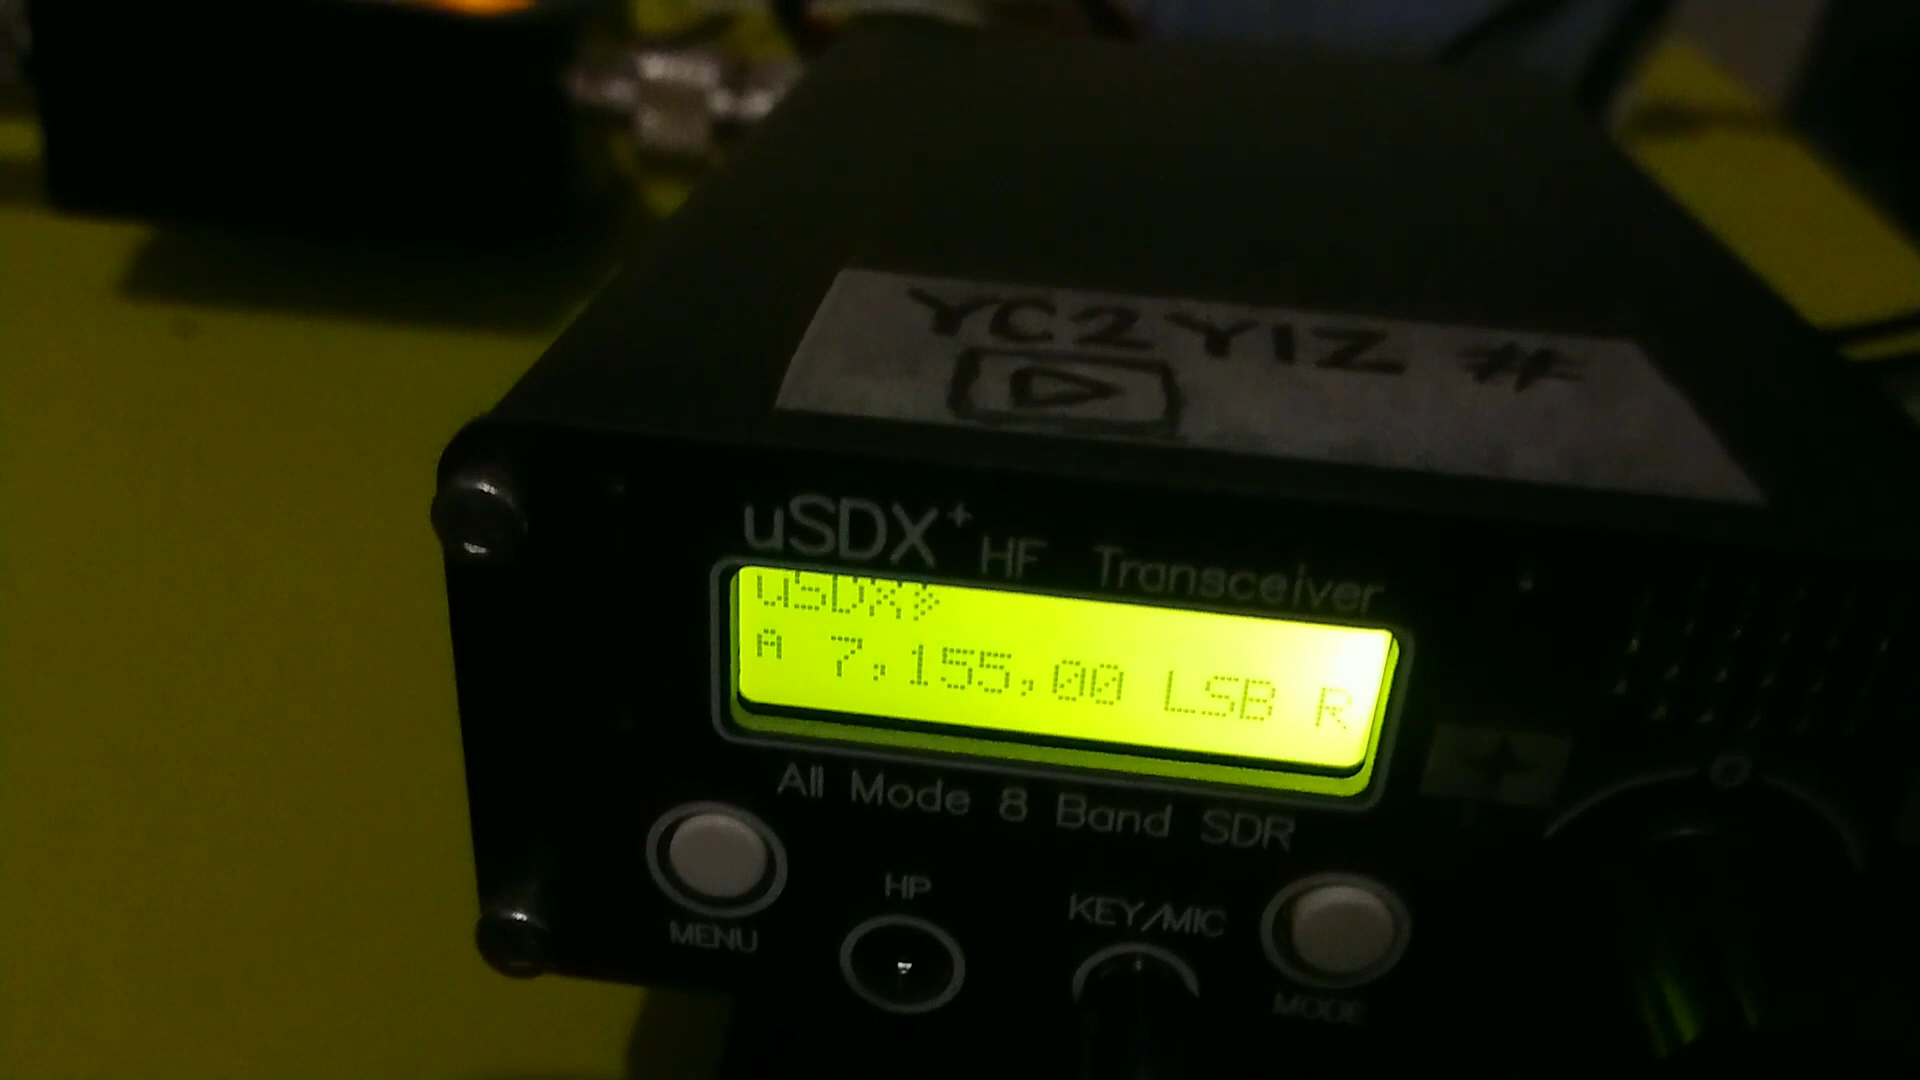 YC2YIZ #
uSDX+ HF Transceiver
uSDX
A 7,155,00 LSB R
All Mode 8 Band SDR
HP
KEY/MIC
MENU
MODE